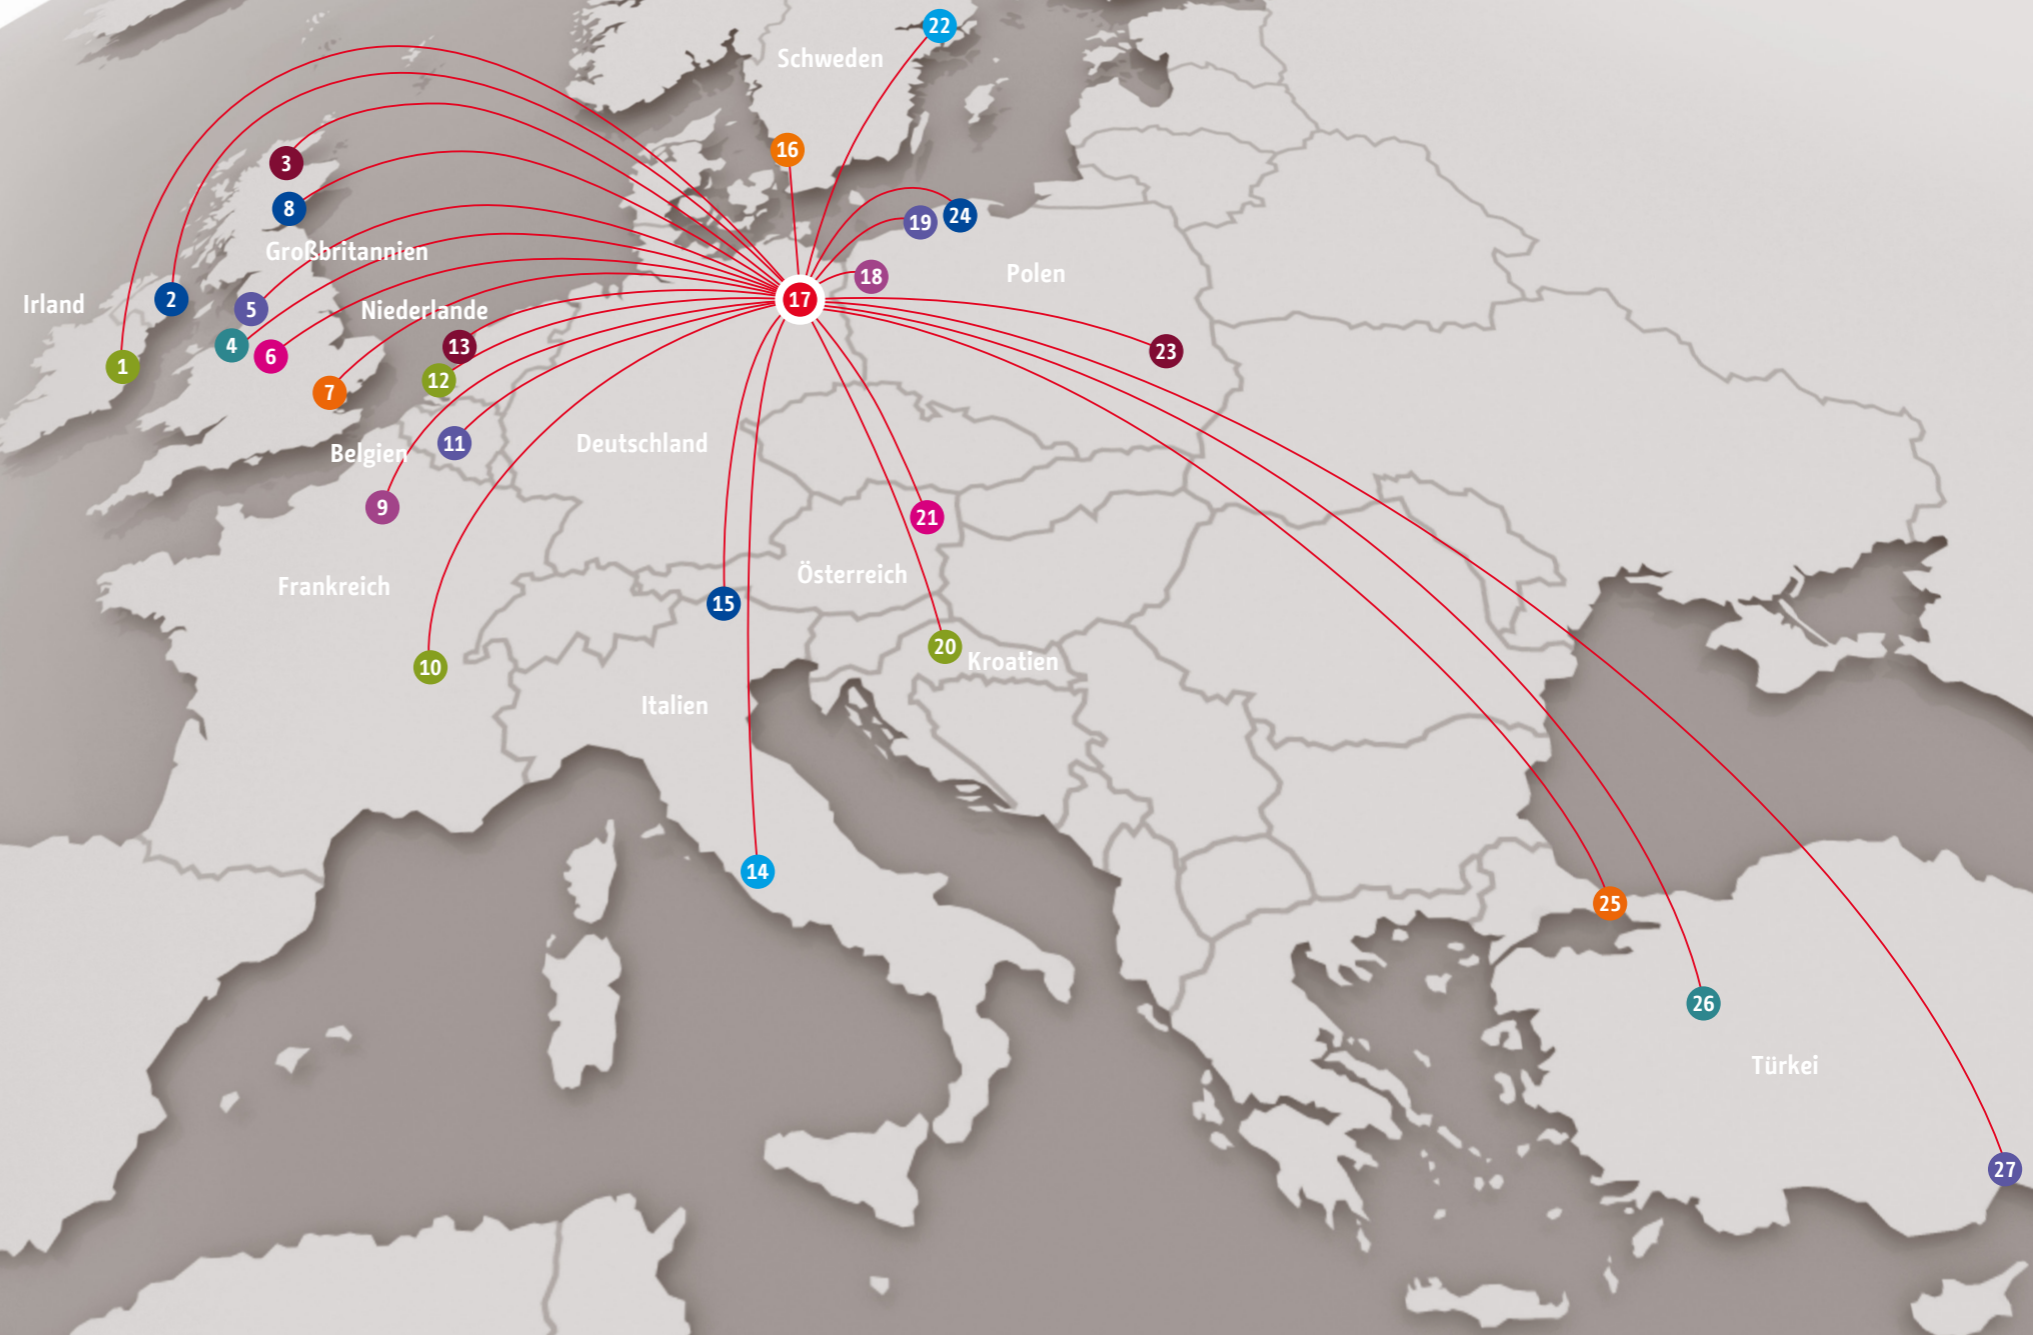 22
Schweden
16
3
8
19
24
Großbritannien
Polen
18
Irland
2
17
5
Niederlande
4
6
13
23
1
12
7
11
Deutschland
Belgien
9
21
Österreich
Frankreich
15
20
Kroatien
10
Italien
14
25
26
Türkei
27